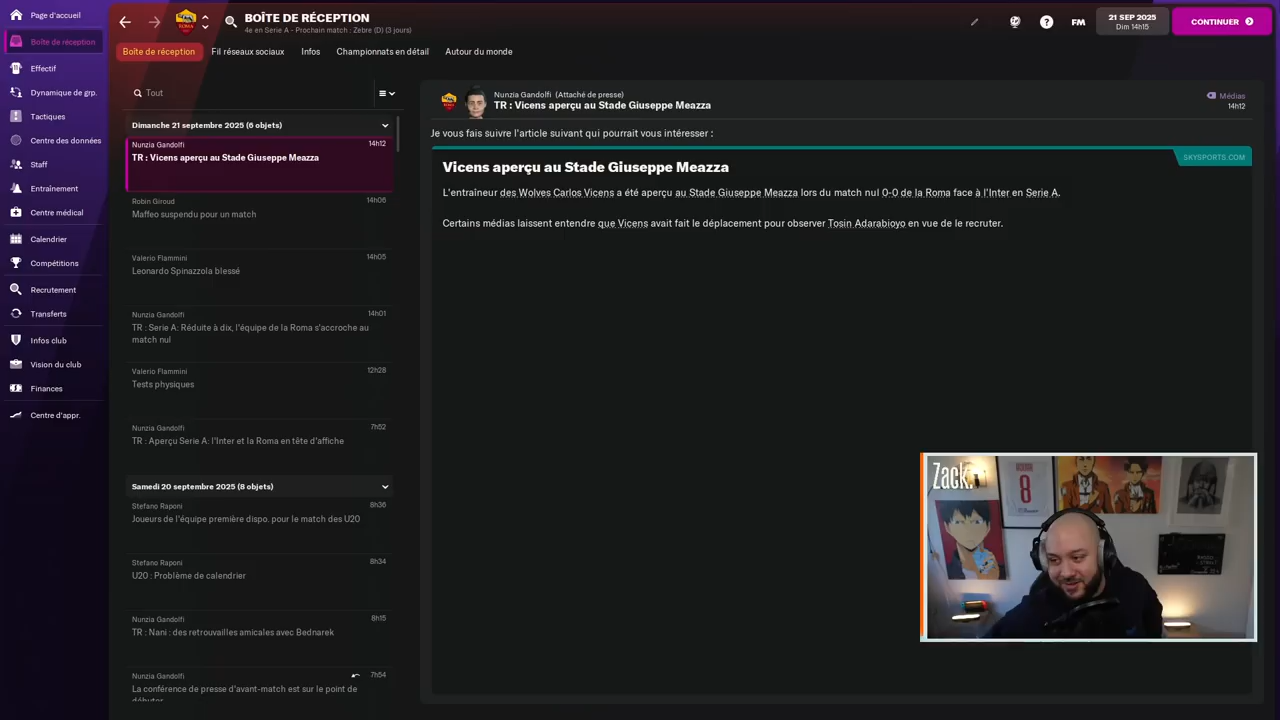 Page d'accueil
Boîte de réception
Effectif
Dynamique de grp.
Tactiques
Centre des données
Staff
Entraînement
Centre médical
Calendrier
Compétitions
Recrutement
Transferts
Infos club
Vision du club
Finances
Centre d'appr.
BOÎTE DE RÉCEPTION
4e en Serie A - Prochain match : Zèbre (D) (3 jours)
FM
21 SEP 2025
Dim 14h15
CONTINUER
Boîte de réception
Fil réseaux sociaux
Infos
Championnats en détail
Autour du monde
Tout
Dimanche 21 septembre 2025 (6 objets)
Nunzia Gandolfi 14h12
TR : Vicens aperçu au Stade Giuseppe Meazza
Robin Giroud 14h06
Maffeo suspendu pour un match
Valerio Flammini 14h05
Leonardo Spinazzola blessé
Nunzia Gandolfi 14h01
TR : Serie A: Réduite à dix, l'équipe de la Roma s'accroche au
match nul
Valerio Flammini 12h28
Tests physiques
Nunzia Gandolfi 7h52
TR : Aperçu Serie A: l'Inter et la Roma en tête d'affiche
Samedi 20 septembre 2025 (8 objets)
Stefano Raponi 8h36
Joueurs de l'équipe première dispo. pour le match des U20
Stefano Raponi 8h34
U20 : Problème de calendrier
Nunzia Gandolfi 8h15
TR : Nani : des retrouvailles amicales avec Bednarek
Nunzia Gandolfi 7h54
La conférence de presse d'avant-match est sur le point de
débuter
Nunzia Gandolfi (Attaché de presse)
TR : Vicens aperçu au Stade Giuseppe Meazza
Médias
14h12
Je vous fais suivre l'article suivant qui pourrait vous intéresser :
SKYSPORTS.COM
Vicens aperçu au Stade Giuseppe Meazza
L'entraîneur des Wolves Carlos Vicens a été aperçu au Stade Giuseppe Meazza lors du match nul 0-0 de la Roma face à l'Inter en Serie A.
Certains médias laissent entendre que Vicens avait fait le déplacement pour observer Tosin Adarabioyo en vue de le recruter.
Zack.
8